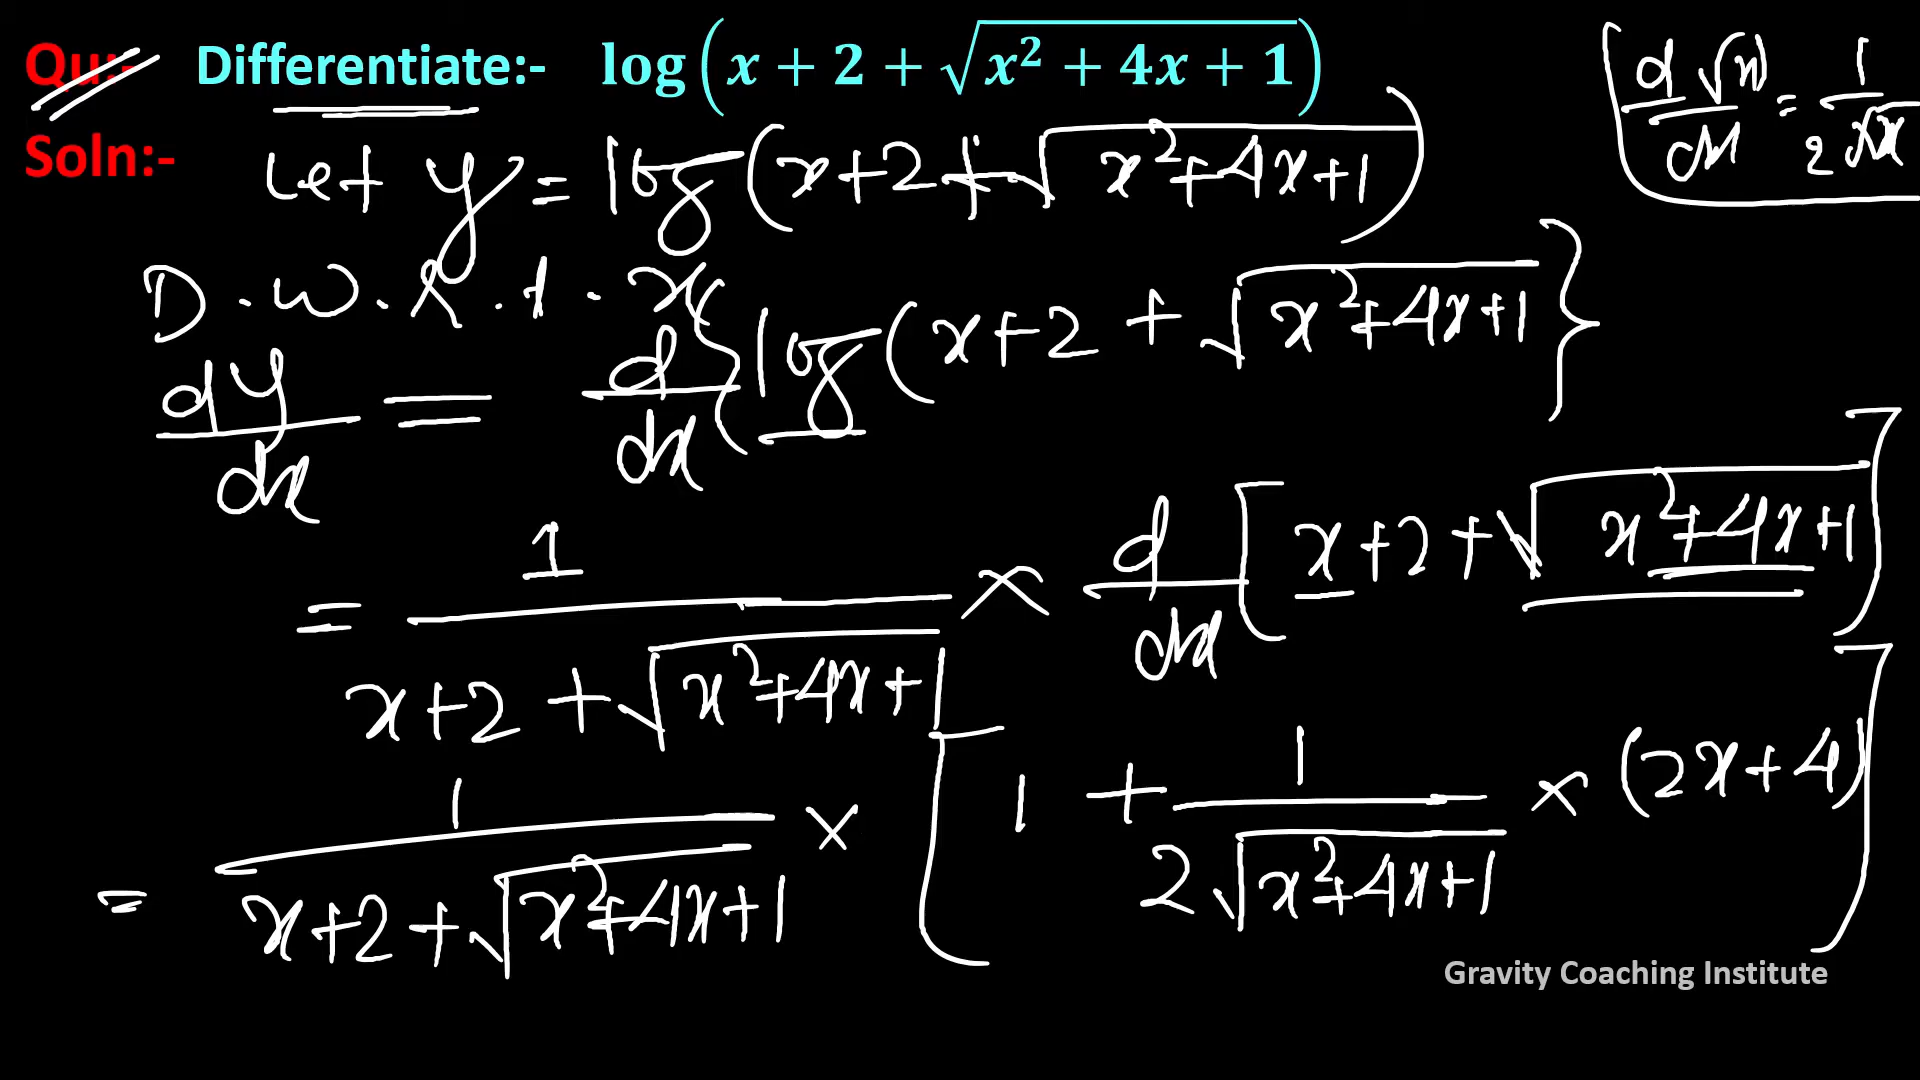 Qu:- Differentiate:- log(x + 2 + √(x² + 4x + 1))
d√x/dx = 1/(2√x)
Soln:- Let y = log(x+2+√(x²+4x+1))
D.w.r.t.x
dy/dx = d/dx{log(x+2+√(x²+4x+1)}
= 1/(x+2+√(x²+4x+1)) × d/dx[x+2+√(x²+4x+1)]
= 1/(x+2+√(x²+4x+1)) × [1 + 1/(2√(x²+4x+1)) × (2x+4)]
Gravity Coaching Institute